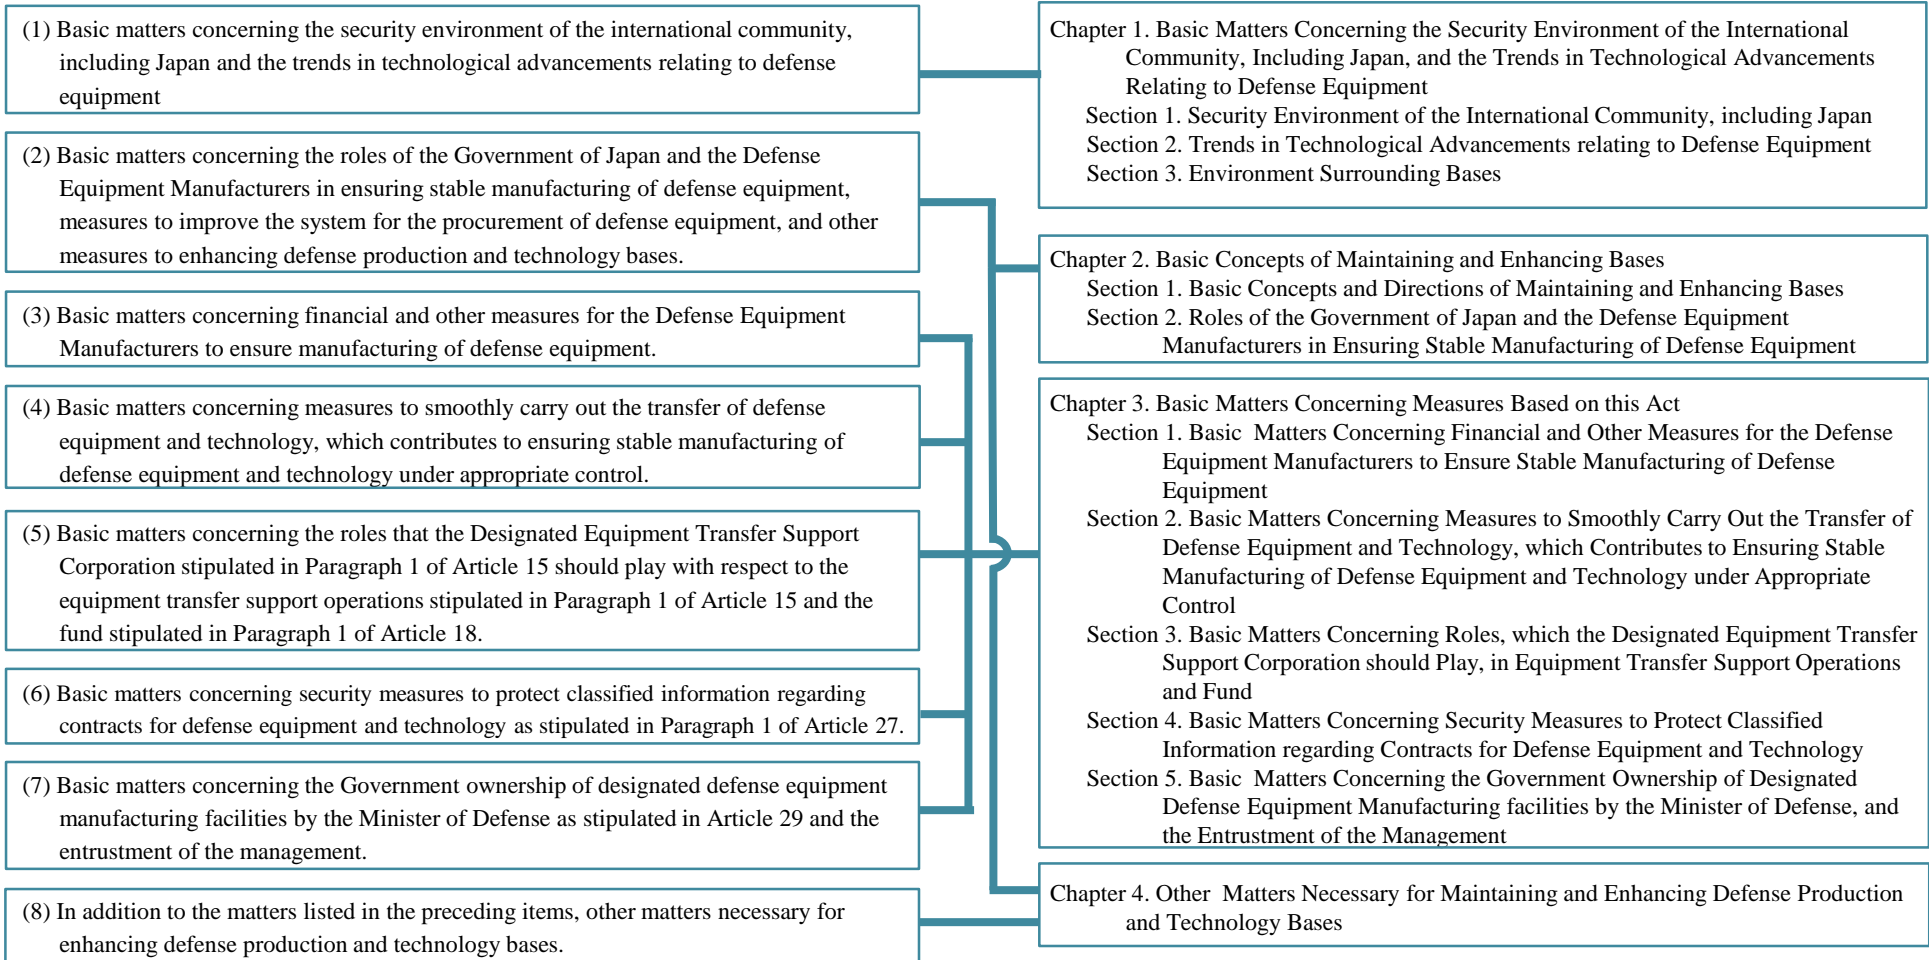 (1) Basic matters concerning the security environment of the international community,
including Japan and the trends in technological advancements relating to defense
equipment
(2) Basic matters concerning the roles of the Government of Japan and the Defense
Equipment Manufacturers in ensuring stable manufacturing of defense equipment,
measures to improve the system for the procurement of defense equipment, and other
measures to enhancing defense production and technology bases.
(3) Basic matters concerning financial and other measures for the Defense Equipment
Manufacturers to ensure manufacturing of defense equipment.
(4) Basic matters concerning measures to smoothly carry out the transfer of defense
equipment and technology, which contributes to ensuring stable manufacturing of
defense equipment and technology under appropriate control.
(5) Basic matters concerning the roles that the Designated Equipment Transfer Support
Corporation stipulated in Paragraph 1 of Article 15 should play with respect to the
equipment transfer support operations stipulated in Paragraph 1 of Article 15 and the
fund stipulated in Paragraph 1 of Article 18.
(6) Basic matters concerning security measures to protect classified information regarding
contracts for defense equipment and technology as stipulated in Paragraph 1 of Article 27.
(7) Basic matters concerning the Government ownership of designated defense equipment
manufacturing facilities by the Minister of Defense as stipulated in Article 29 and the
entrustment of the management.
(8) In addition to the matters listed in the preceding items, other matters necessary for
enhancing defense production and technology bases.
Chapter 1. Basic Matters Concerning the Security Environment of the International
Community, Including Japan, and the Trends in Technological Advancements
Relating to Defense Equipment
Section 1. Security Environment of the International Community, including Japan
Section 2. Trends in Technological Advancements relating to Defense Equipment
Section 3. Environment Surrounding Bases
Chapter 2. Basic Concepts of Maintaining and Enhancing Bases
Section 1. Basic Concepts and Directions of Maintaining and Enhancing Bases
Section 2. Roles of the Government of Japan and the Defense Equipment
Manufacturers in Ensuring Stable Manufacturing of Defense Equipment
Chapter 3. Basic Matters Concerning Measures Based on this Act
Section 1. Basic Matters Concerning Financial and Other Measures for the Defense
Equipment Manufacturers to Ensure Stable Manufacturing of Defense
Equipment
Section 2. Basic Matters Concerning Measures to Smoothly Carry Out the Transfer of
Defense Equipment and Technology, which Contributes to Ensuring Stable
Manufacturing of Defense Equipment and Technology under Appropriate
Control
Section 3. Basic Matters Concerning Roles, which the Designated Equipment Transfer
Support Corporation should Play, in Equipment Transfer Support Operations
and Fund
Section 4. Basic Matters Concerning Security Measures to Protect Classified
Information regarding Contracts for Defense Equipment and Technology
Section 5. Basic Matters Concerning the Government Ownership of Designated
Defense Equipment Manufacturing facilities by the Minister of Defense, and
the Entrustment of the Management
Chapter 4. Other Matters Necessary for Maintaining and Enhancing Defense Production
and Technology Bases